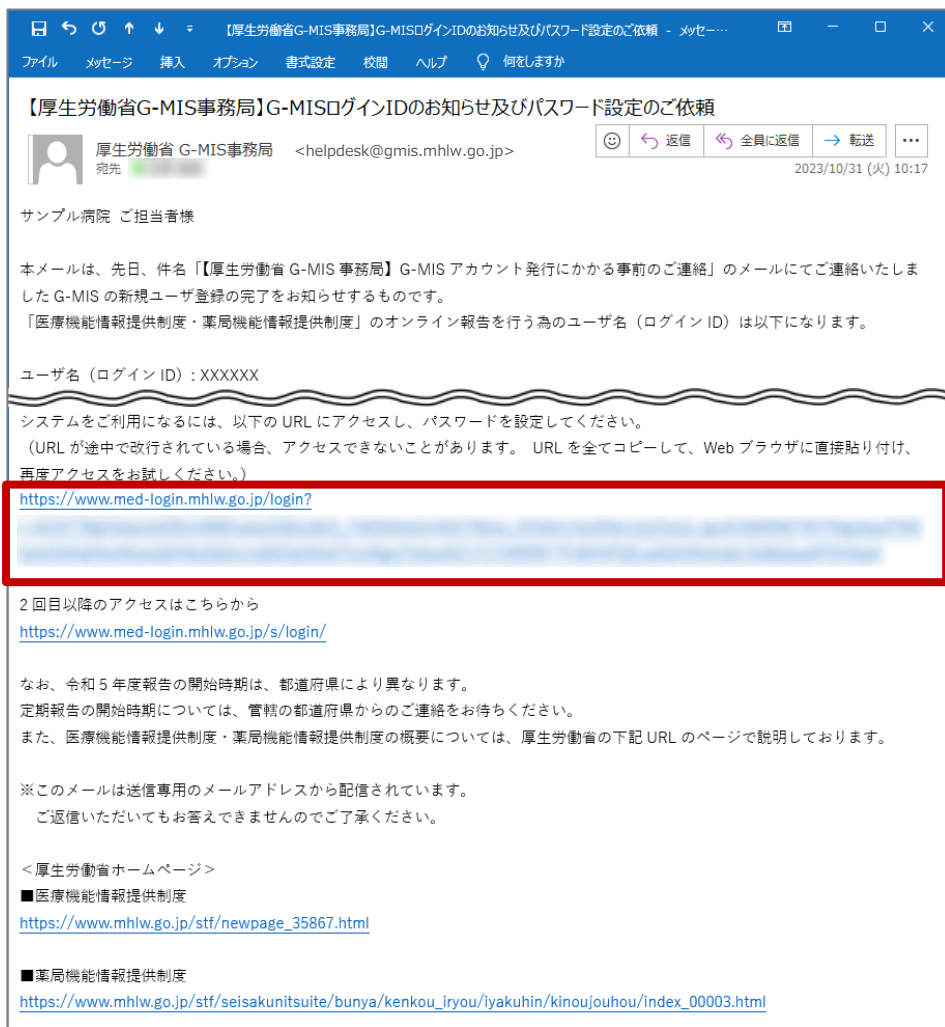 【厚生労働省G-MIS事務局】G-MISログインIDのお知らせ及びパスワード設定のご依頼 - メッセー…
ファイル メッセージ 挿入 オプション 書式設定 校閲 ヘルプ 何をしますか
【厚生労働省G-MIS事務局】G-MISログインIDのお知らせ及びパスワード設定のご依頼
厚生労働省 G-MIS事務局 <helpdesk@gmis.mhlw.go.jp>
返信 全員に返信 転送 …
宛先
2023/10/31 (火) 10:17
サンプル病院 ご担当者様
本メールは、先日、件名「【厚生労働省 G-MIS 事務局】G-MIS アカウント発行にかかる事前のご連絡」のメールにてご連絡いたしま
した G-MIS の新規ユーザ登録の完了をお知らせするものです。
「医療機能情報提供制度・薬局機能情報提供制度」のオンライン報告を行う為のユーザ名（ログイン ID）は以下になります。
ユーザ名（ログイン ID）: XXXXXX
システムをご利用になるには、以下の URL にアクセスし、パスワードを設定してください。
（URL が途中で改行されている場合、アクセスできないことがあります。 URL を全てコピーして、Web ブラウザに直接貼り付け、
再度アクセスをお試しください。）
https://www.med-login.mhlw.go.jp/login?
2 回目以降のアクセスはこちらから
https://www.med-login.mhlw.go.jp/s/login/
なお、令和 5 年度報告の開始時期は、都道府県により異なります。
定期報告の開始時期については、管轄の都道府県からのご連絡をお待ちください。
また、医療機能情報提供制度・薬局機能情報提供制度の概要については、厚生労働省の下記 URL のページで説明しております。
※このメールは送信専用のメールアドレスから配信されています。
ご返信いただいてもお答えできませんのでご了承ください。
＜厚生労働省ホームページ＞
■医療機能情報提供制度
https://www.mhlw.go.jp/stf/newpage_35867.html
■薬局機能情報提供制度
https://www.mhlw.go.jp/stf/seisakunitsuite/bunya/kenkou_iryou/iyakuhin/kinoujouhou/index_00003.html